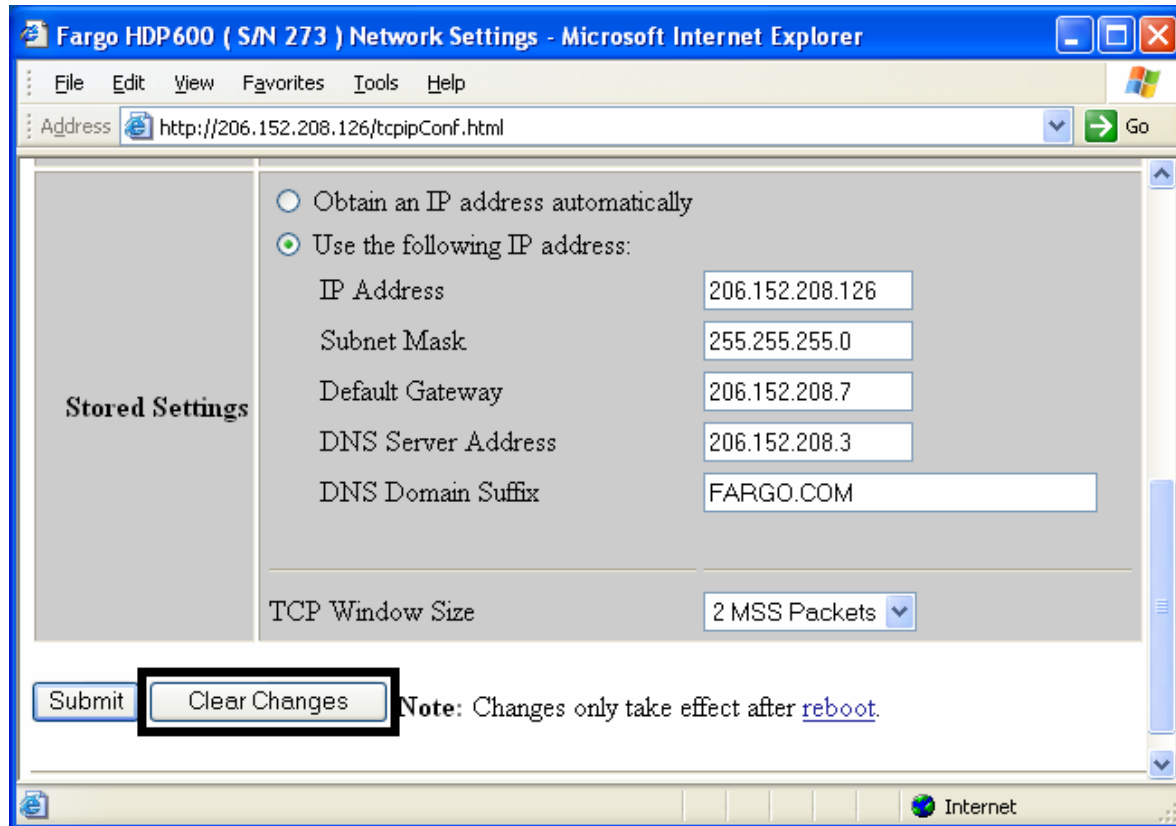 Fargo HDP600 ( S/N 273 ) Network Settings - Microsoft Internet Explorer
File Edit View Favorites Tools Help
Address http://206.152.208.126/tcpipConf.html Go
Obtain an IP address automatically
Use the following IP address:
IP Address 206.152.208.126
Subnet Mask 255.255.255.0
Default Gateway 206.152.208.7
Stored Settings
DNS Server Address 206.152.208.3
DNS Domain Suffix FARGO.COM
TCP Window Size 2 MSS Packets
Submit Clear Changes Note: Changes only take effect after reboot.
Internet